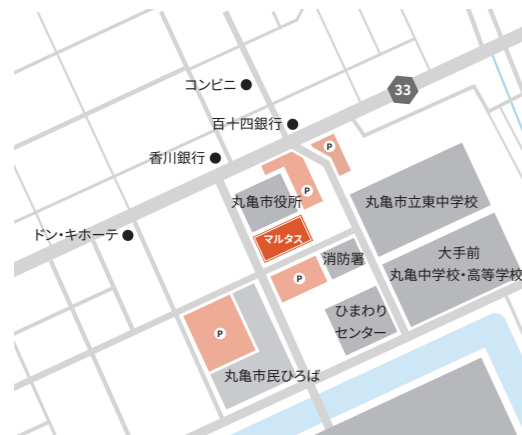 コンビニ
33
百十四銀行
P
香川銀行
P
丸亀市役所
丸亀市立東中学校
ドン・キホーテ
マルタス
消防署
大手前
丸亀中学校・高等学校
P
ひまわり
センター
P
丸亀市民ひろば